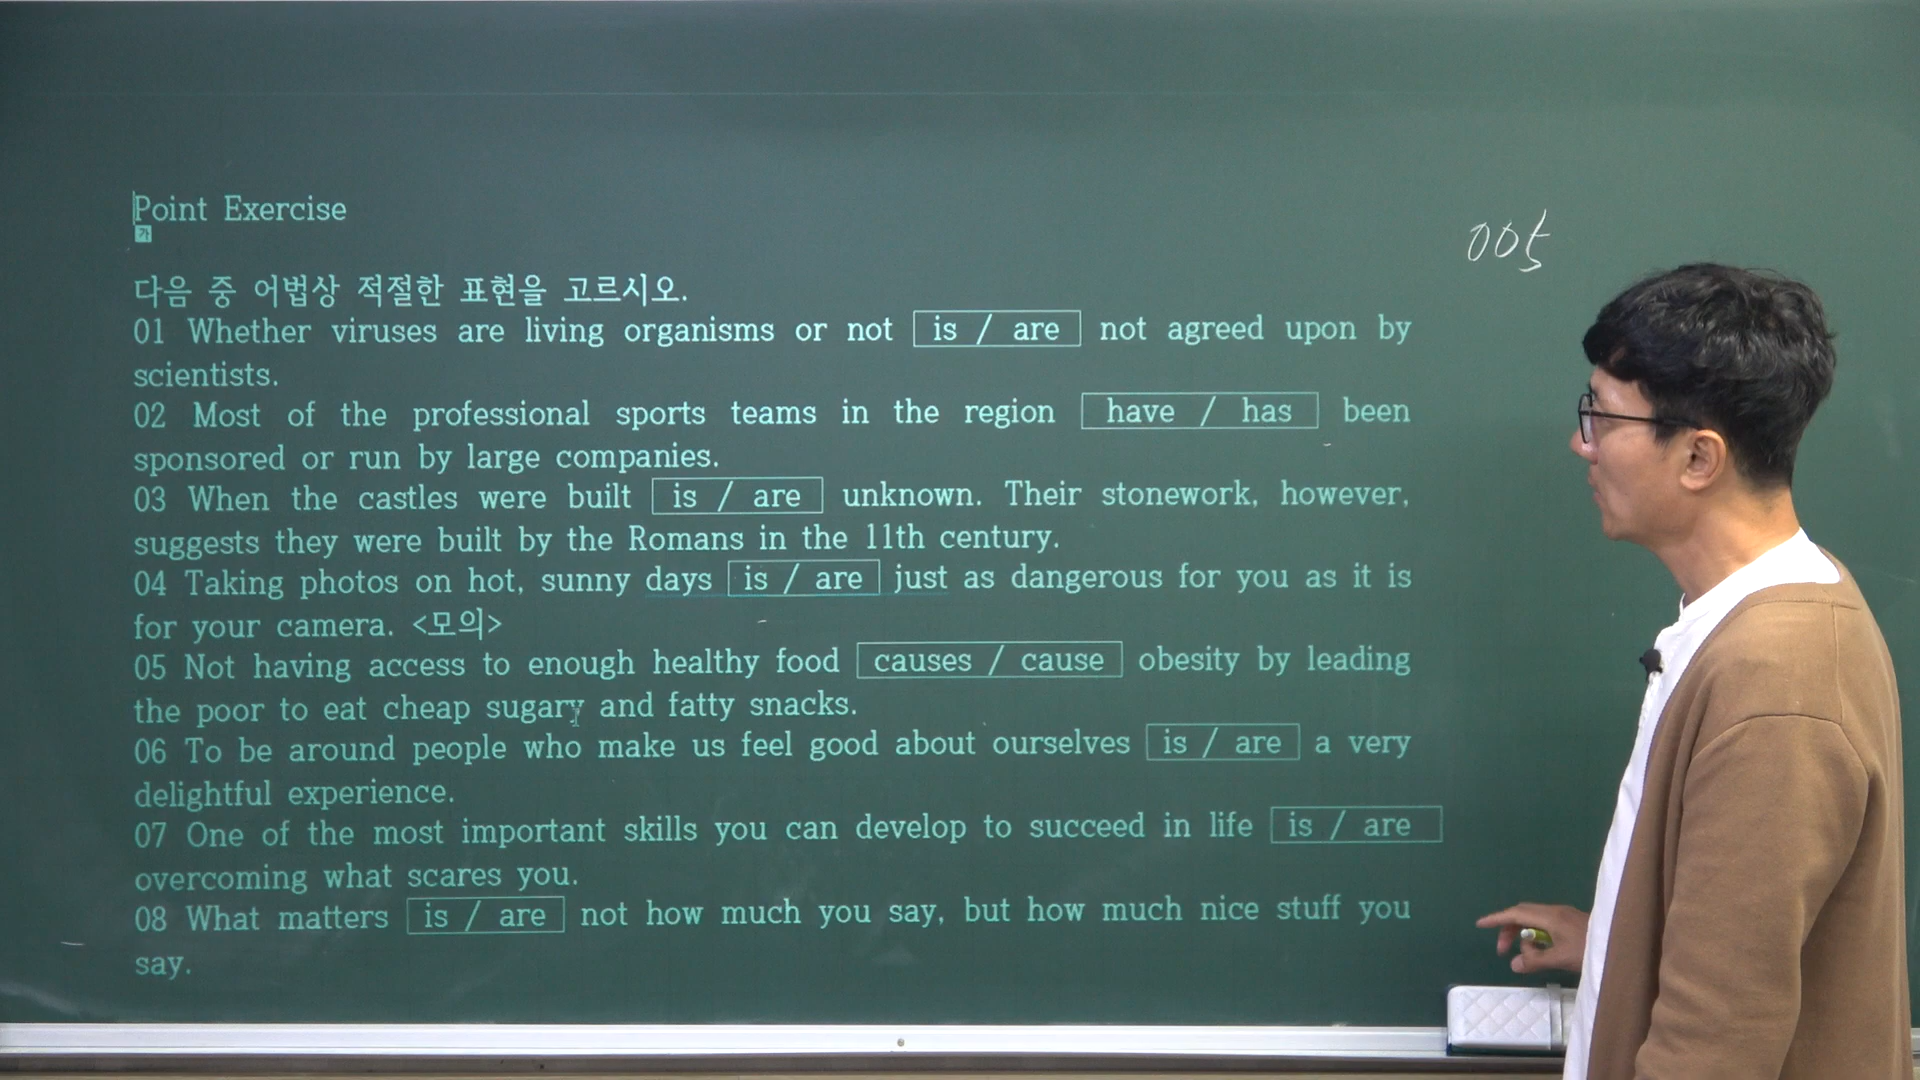 Point Exercise
가
005
다음 중 어법상 적절한 표현을 고르시오.
01 Whether viruses are living organisms or not is / are not agreed upon by
scientists.
02 Most of the professional sports teams in the region have / has been
sponsored or run by large companies.
03 When the castles were built is / are unknown. Their stonework, however,
suggests they were built by the Romans in the 11th century.
04 Taking photos on hot, sunny days is / are just as dangerous for you as it is
for your camera. <모의>
05 Not having access to enough healthy food causes / cause obesity by leading
the poor to eat cheap sugary and fatty snacks.
06 To be around people who make us feel good about ourselves is / are a very
delightful experience.
07 One of the most important skills you can develop to succeed in life is / are
overcoming what scares you.
08 What matters is / are not how much you say, but how much nice stuff you
say.